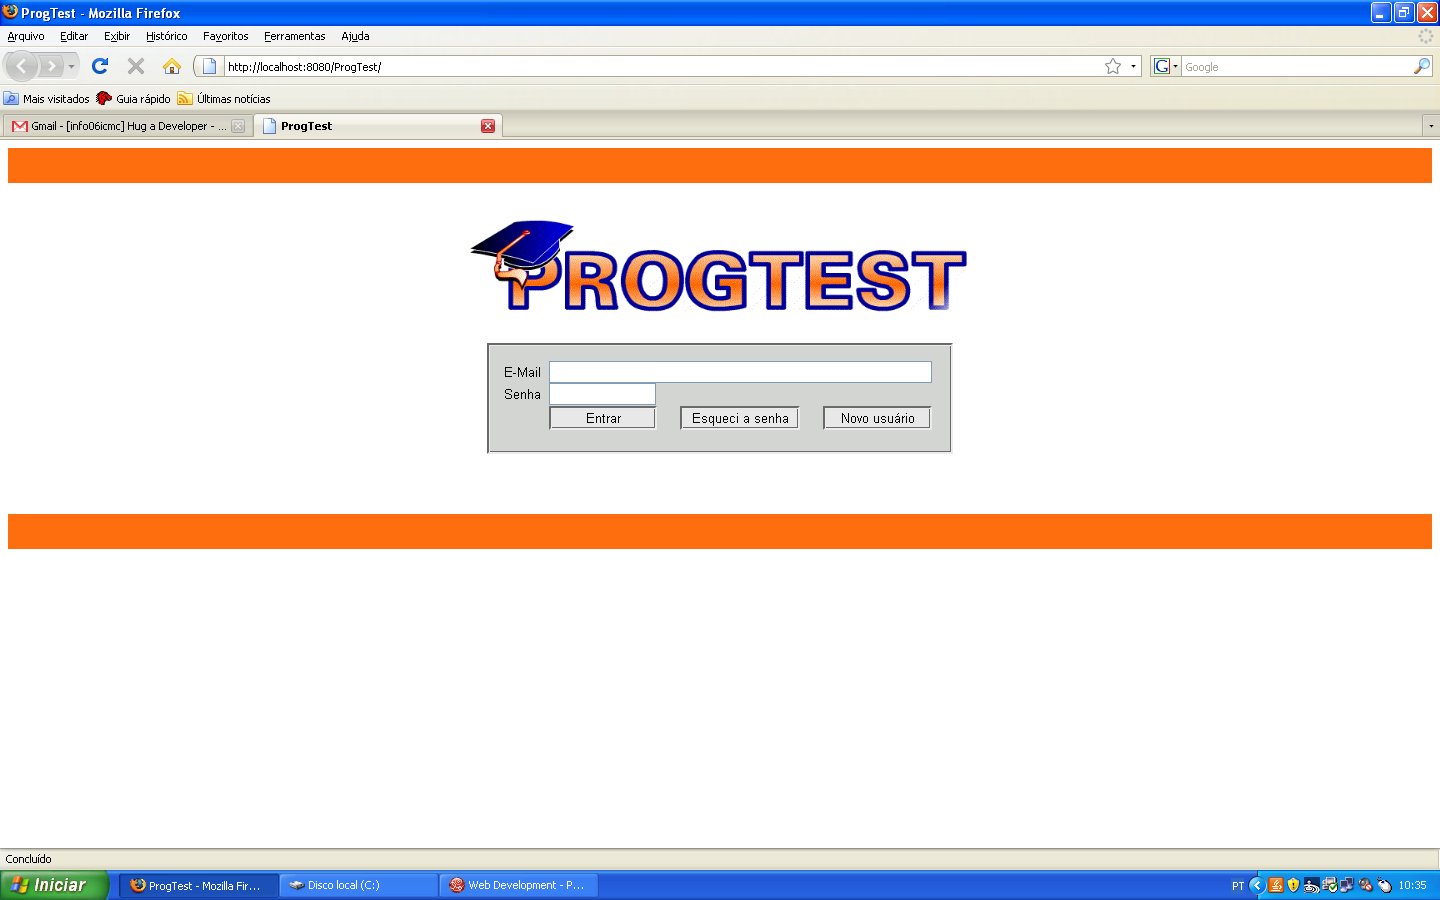 ProgTest - Mozilla Firefox
Arquivo Editar Exibir Histórico Favoritos Ferramentas Ajuda
http://localhost:8080/ProgTest/
G Google
Mais visitados Guia rápido Últimas notícias
Gmail - [info06icmc] Hug a Developer - ... ProgTest
PROGTEST
E-Mail
Senha
Entrar Esqueci a senha Novo usuário
Concluído
Iniciar ProgTest - Mozilla Fir... Disco local (C:) Web Development - P... PT 10:35